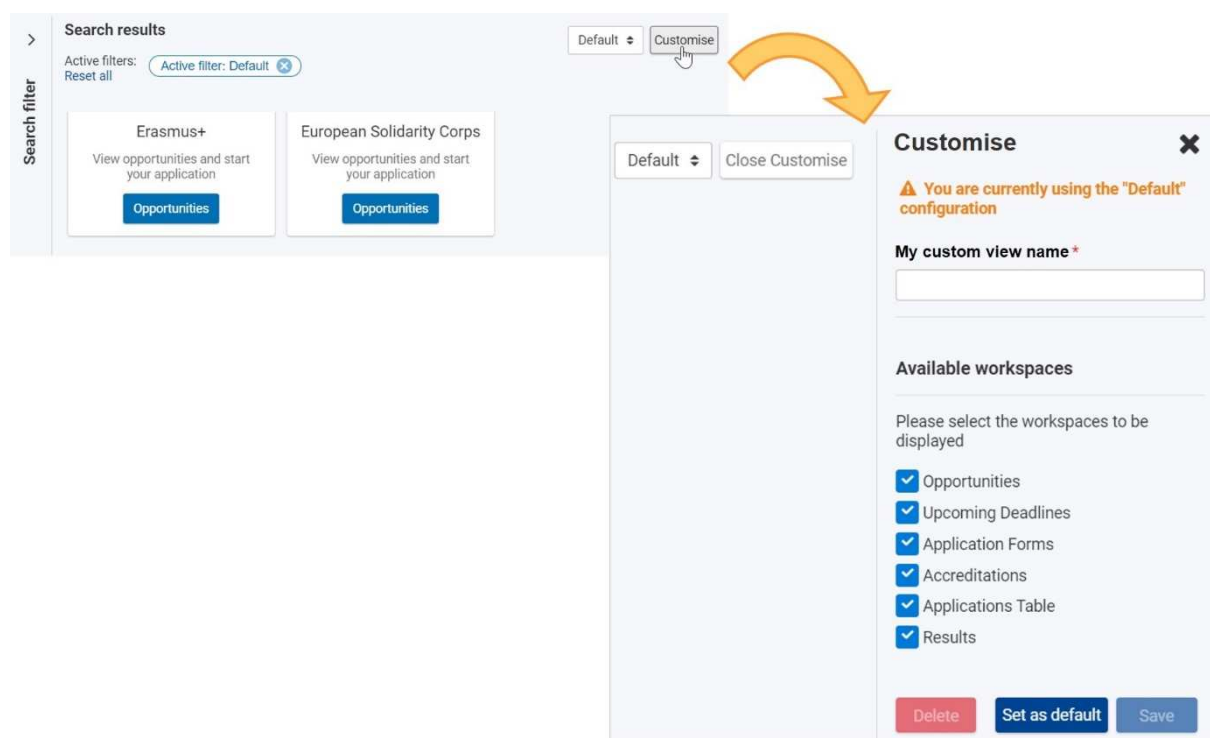 Search results
Default
Customise
Active filters:
Reset all
Active filter: Default
Search filter
Erasmus+
View opportunities and start
your application
Opportunities
European Solidarity Corps
View opportunities and start
your application
Opportunities
Default
Close Customise
Customise
You are currently using the "Default"
configuration
My custom view name*
Available workspaces
Please select the workspaces to be
displayed
Opportunities
Upcoming Deadlines
Application Forms
Accreditations
Applications Table
Results
Delete
Set as default
Save